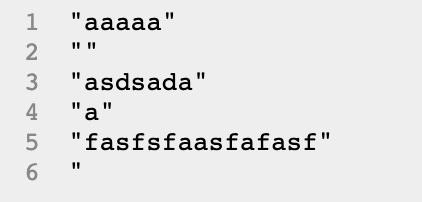 1 "aaaaa"
2 ""
3 "asdsada"
4 "a"
5 "fasfsfaasfafasf"
6 "